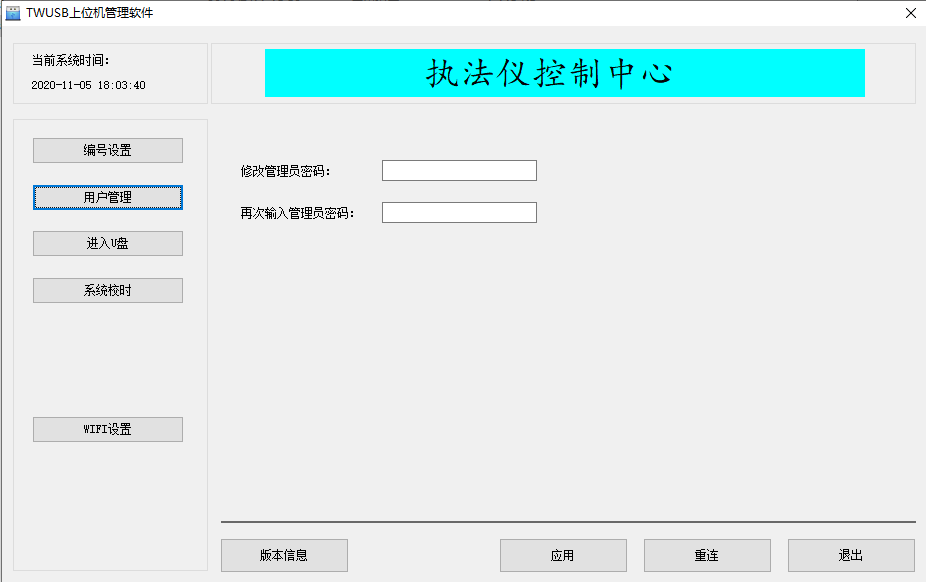 TWUSB上位机管理软件
当前系统时间:
2020-11-05 18:03:40
执法仪控制中心
编号设置
用户管理
进入U盘
系统校时
WIFI设置
修改管理员密码:
再次输入管理员密码:
版本信息
应用
重连
退出